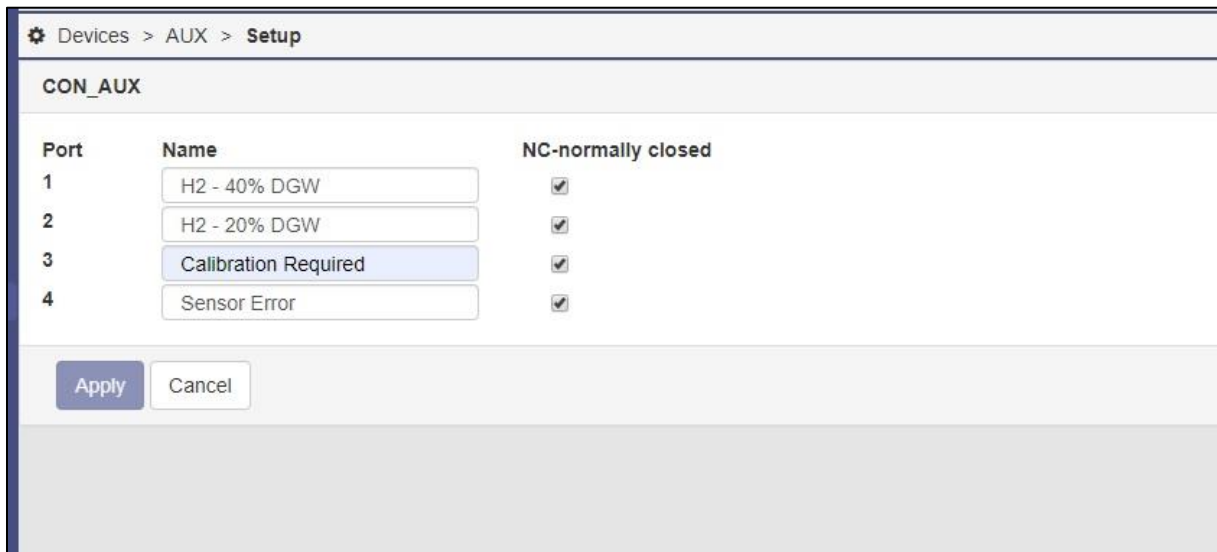 Devices > AUX > Setup
CON_AUX
Port Name NC-normally closed
1 H2 - 40% DGW
2 H2 - 20% DGW
3 Calibration Required
4 Sensor Error
Apply Cancel